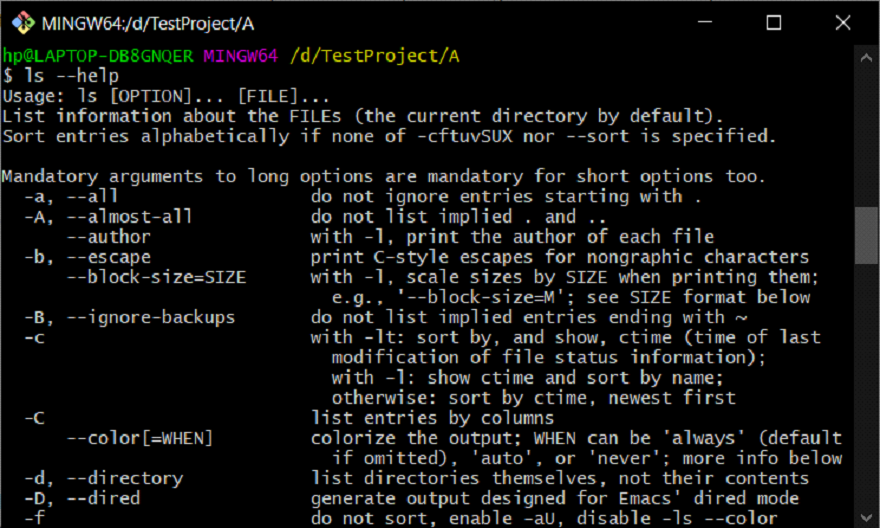 MINGW64:/d/TestProject/A
hp@LAPTOP-DB8GNQER MINGW64 /d/TestProject/A
$ ls --help
Usage: ls [OPTION]... [FILE]...
List information about the FILEs (the current directory by default).
Sort entries alphabetically if none of -cftuvSUX nor --sort is specified.

Mandatory arguments to long options are mandatory for short options too.
  -a, --all                  do not ignore entries starting with .
  -A, --almost-all           do not list implied . and ..
      --author               with -l, print the author of each file
  -b, --escape               print C-style escapes for nongraphic characters
      --block-size=SIZE      with -l, scale sizes by SIZE when printing them;
                               e.g., '--block-size=M'; see SIZE format below
  -B, --ignore-backups       do not list implied entries ending with ~
  -c                         with -lt: sort by, and show, ctime (time of last
                               modification of file status information);
                               with -l: show ctime and sort by name;
                               otherwise: sort by ctime, newest first
  -C                         list entries by columns
      --color[=WHEN]         colorize the output; WHEN can be 'always' (default
                               if omitted), 'auto', or 'never'; more info below
  -d, --directory            list directories themselves, not their contents
  -D, --dired                generate output designed for Emacs' dired mode
  -f                         do not sort, enable -aU, disable -ls --color